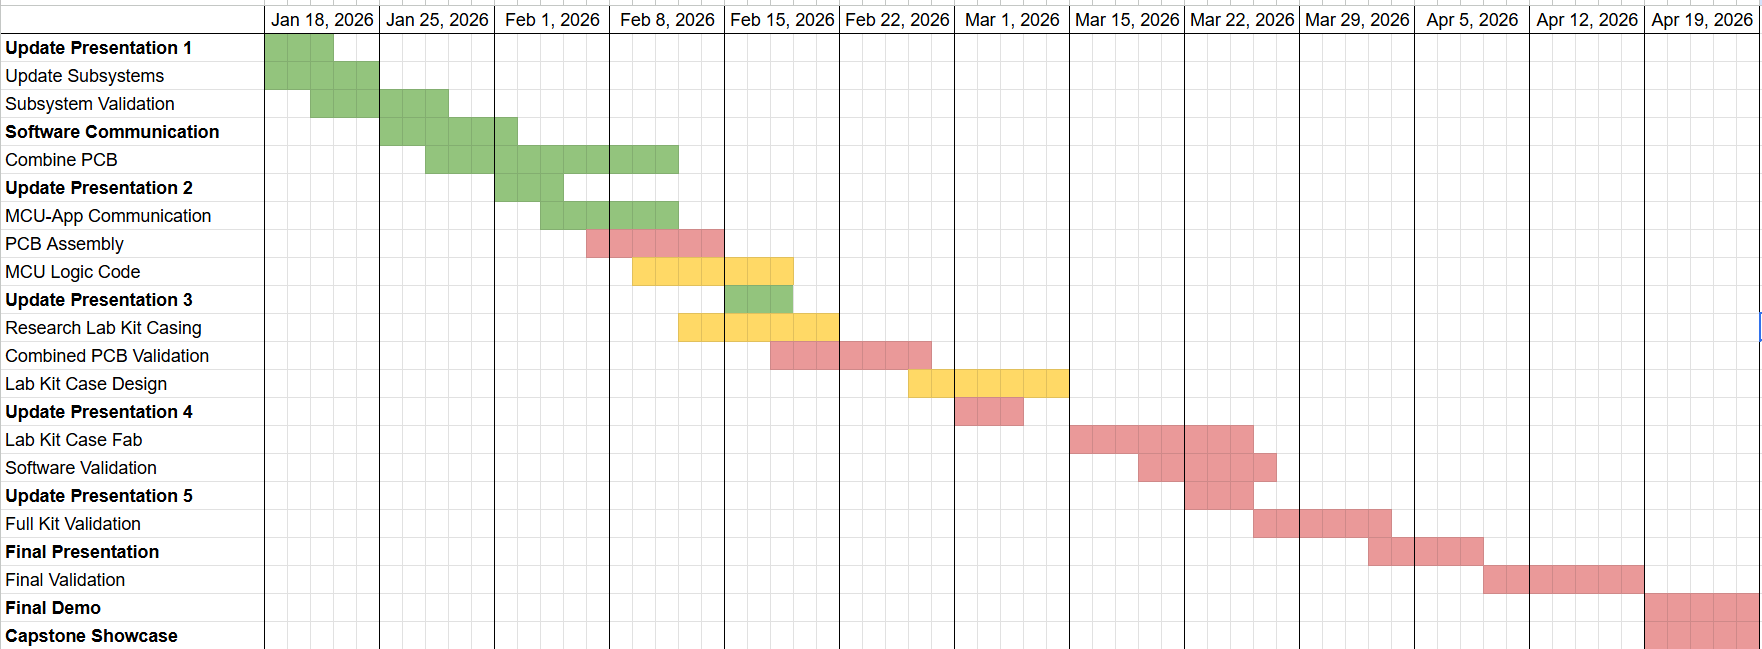 Jan 18, 2026 Jan 25, 2026 Feb 1, 2026 Feb 8, 2026 Feb 15, 2026 Feb 22, 2026 Mar 1, 2026 Mar 15, 2026 Mar 22, 2026 Mar 29, 2026 Apr 5, 2026 Apr 12, 2026 Apr 19, 2026
Update Presentation 1
Update Subsystems
Subsystem Validation
Software Communication
Combine PCB
Update Presentation 2
MCU-App Communication
PCB Assembly
MCU Logic Code
Update Presentation 3
Research Lab Kit Casing
Combined PCB Validation
Lab Kit Case Design
Update Presentation 4
Lab Kit Case Fab
Software Validation
Update Presentation 5
Full Kit Validation
Final Presentation
Final Validation
Final Demo
Capstone Showcase